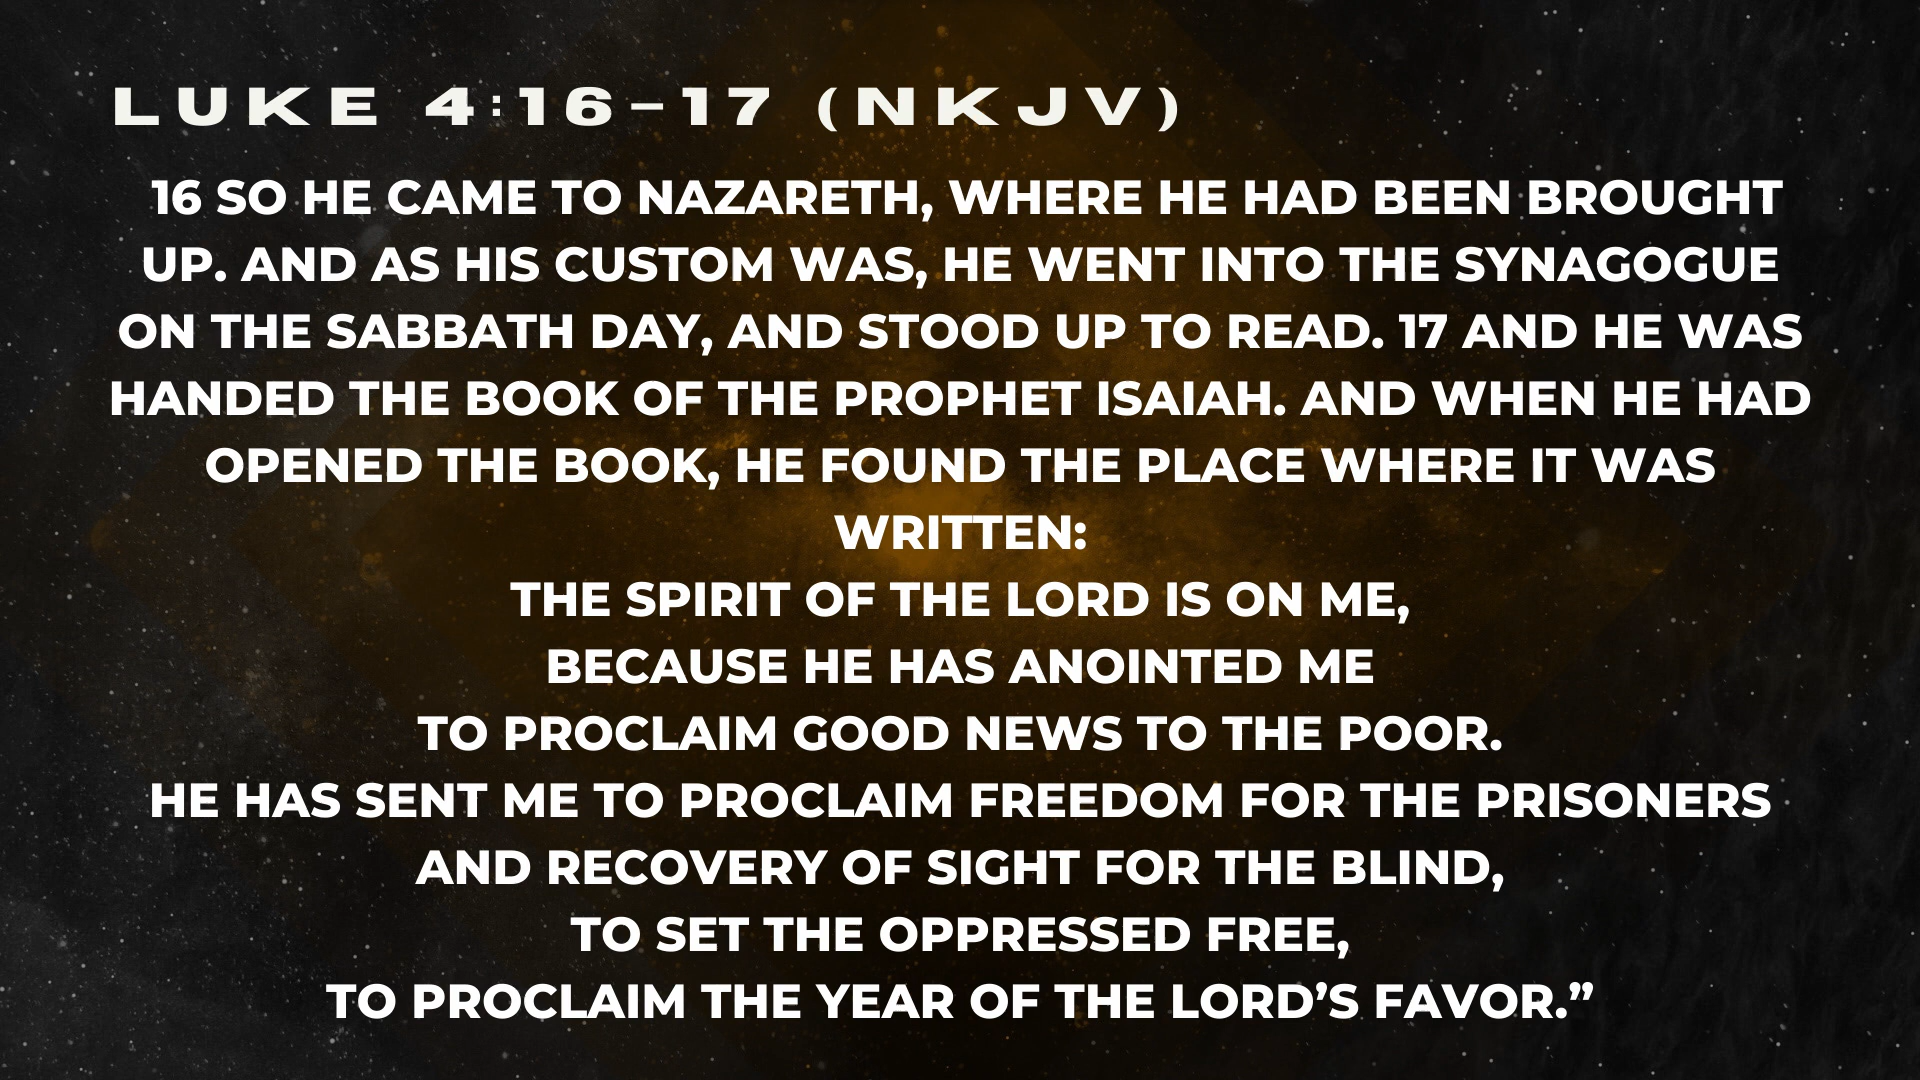 LUKE 4:16–17 (NKJV)
16 SO HE CAME TO NAZARETH, WHERE HE HAD BEEN BROUGHT
UP. AND AS HIS CUSTOM WAS, HE WENT INTO THE SYNAGOGUE
ON THE SABBATH DAY, AND STOOD UP TO READ. 17 AND HE WAS
HANDED THE BOOK OF THE PROPHET ISAIAH. AND WHEN HE HAD
OPENED THE BOOK, HE FOUND THE PLACE WHERE IT WAS
WRITTEN:
THE SPIRIT OF THE LORD IS ON ME,
BECAUSE HE HAS ANOINTED ME
TO PROCLAIM GOOD NEWS TO THE POOR.
HE HAS SENT ME TO PROCLAIM FREEDOM FOR THE PRISONERS
AND RECOVERY OF SIGHT FOR THE BLIND,
TO SET THE OPPRESSED FREE,
TO PROCLAIM THE YEAR OF THE LORD’S FAVOR.”